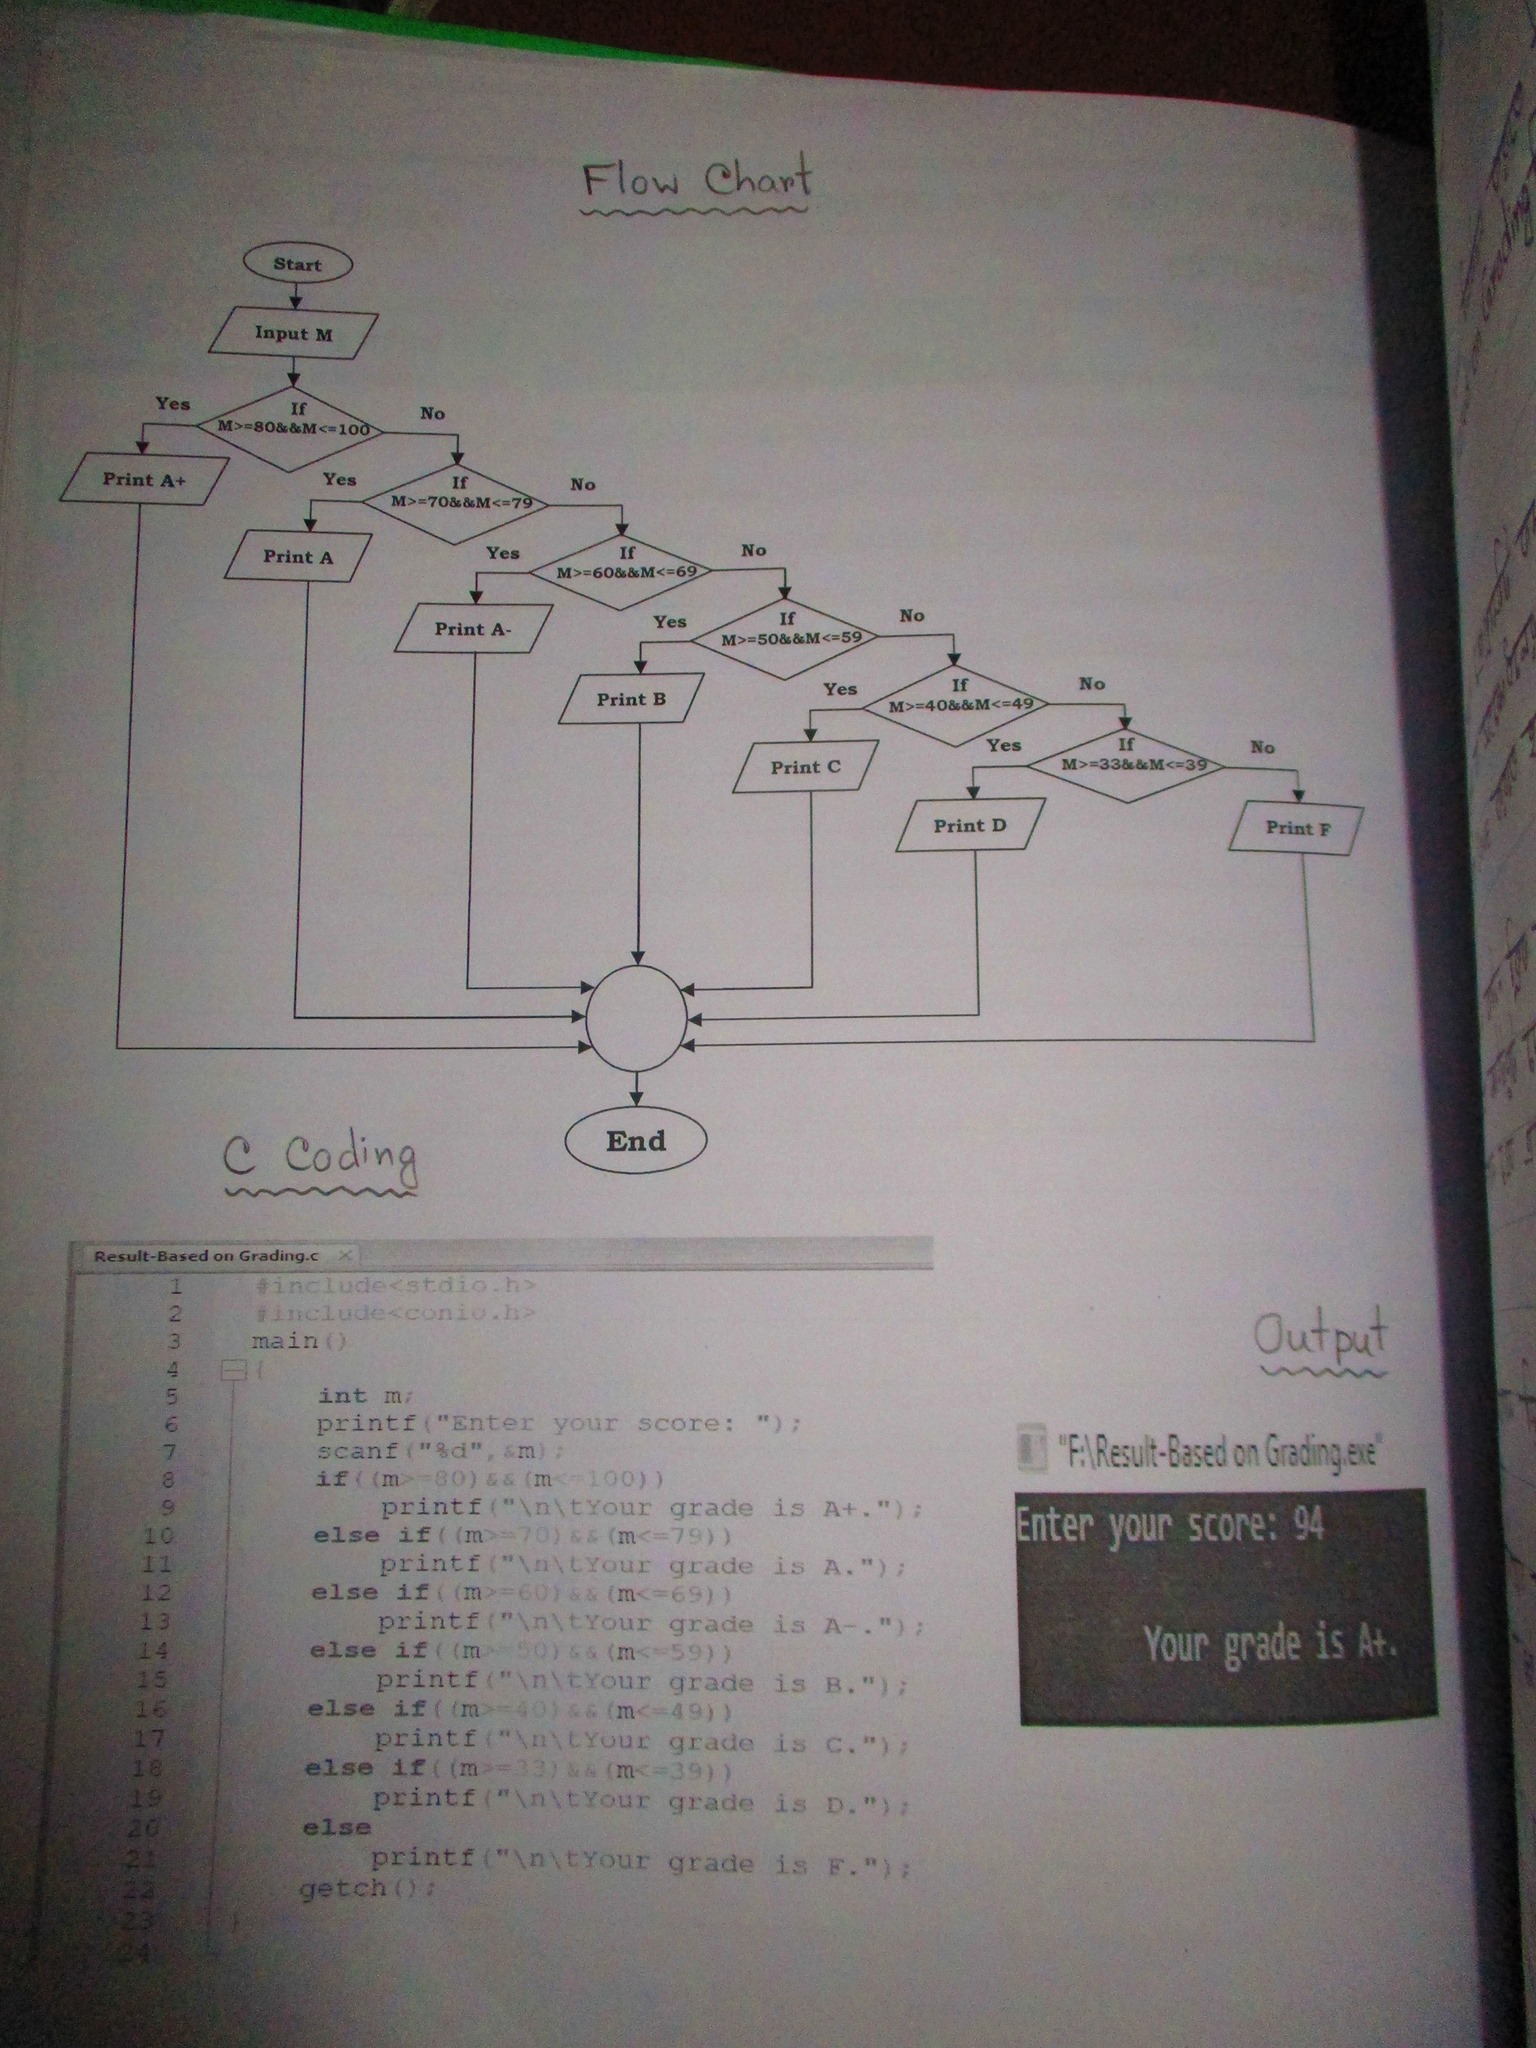 Flow Chart
Start
Input M
If
M>=80&&M<=100
Yes
No
Print A+
If
M>=70&&M<=79
Yes
No
Print A
If
M>=60&&M<=69
Yes
No
Print A-
If
M>=50&&M<=59
Yes
No
Print B
If
M>=40&&M<=49
Yes
No
Print C
If
M>=33&&M<=39
Yes
No
Print D
Print F
End
C Coding
Result-Based on Grading.c
1 #include<stdio.h>
2 #include<conio.h>
3 main()
4 {
5 int m;
6 printf("Enter your score: ");
7 scanf("%d",&m);
8 if((m>=80)&&(m<=100))
9 printf("\n\tYour grade is A+.");
10 else if((m>=70)&&(m<=79))
11 printf("\n\tYour grade is A.");
12 else if((m>=60)&&(m<=69))
13 printf("\n\tYour grade is A-.");
14 else if((m>=50)&&(m<=59))
15 printf("\n\tYour grade is B.");
16 else if((m>=40)&&(m<=49))
17 printf("\n\tYour grade is C.");
18 else if((m>=33)&&(m<=39))
19 printf("\n\tYour grade is D.");
20 else
21 printf("\n\tYour grade is F.");
22 getch();
23 }
24
Output
"F:\Result-Based on Grading.exe"
Enter your score: 94
Your grade is A+.